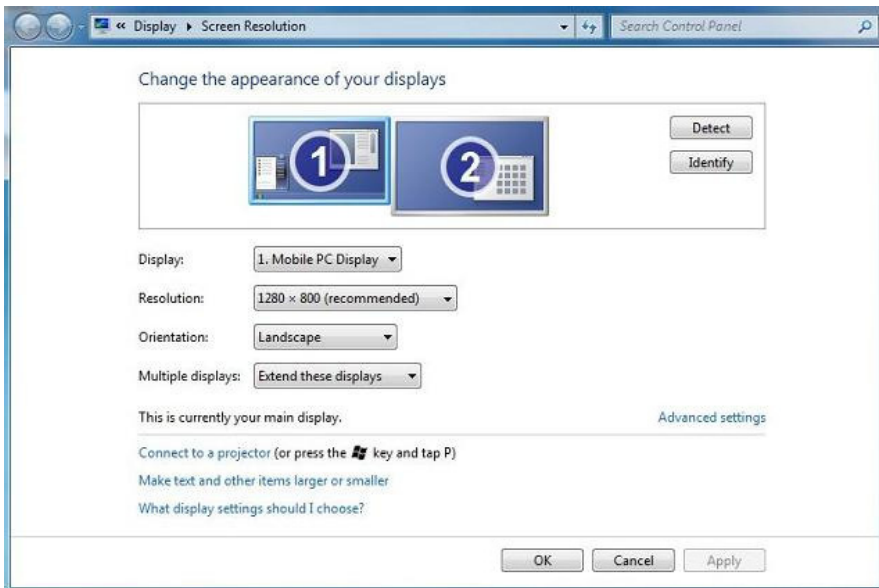 « Display ▸ Screen Resolution
Search Control Panel
Change the appearance of your displays
1
2
Detect
Identify
Display: 1. Mobile PC Display
Resolution: 1280 × 800 (recommended)
Orientation: Landscape
Multiple displays: Extend these displays
This is currently your main display. Advanced settings
Connect to a projector (or press the key and tap P)
Make text and other items larger or smaller
What display settings should I choose?
OK Cancel Apply